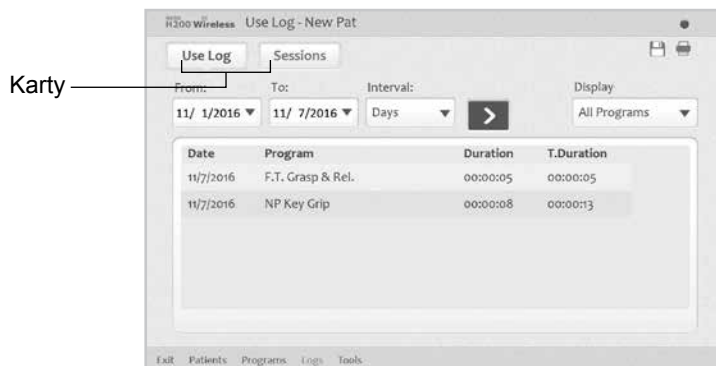 H200 Wireless Use Log - New Pat
Use Log Sessions
Karty
From: To: Interval: Display
11/ 1/2016 11/ 7/2016 Days > All Programs
Date Program Duration T.Duration
11/7/2016 F.T. Grasp & Rel. 00:00:05 00:00:05
11/7/2016 NP Key Grip 00:00:08 00:00:13
Exit Patients Programs Logs Tools